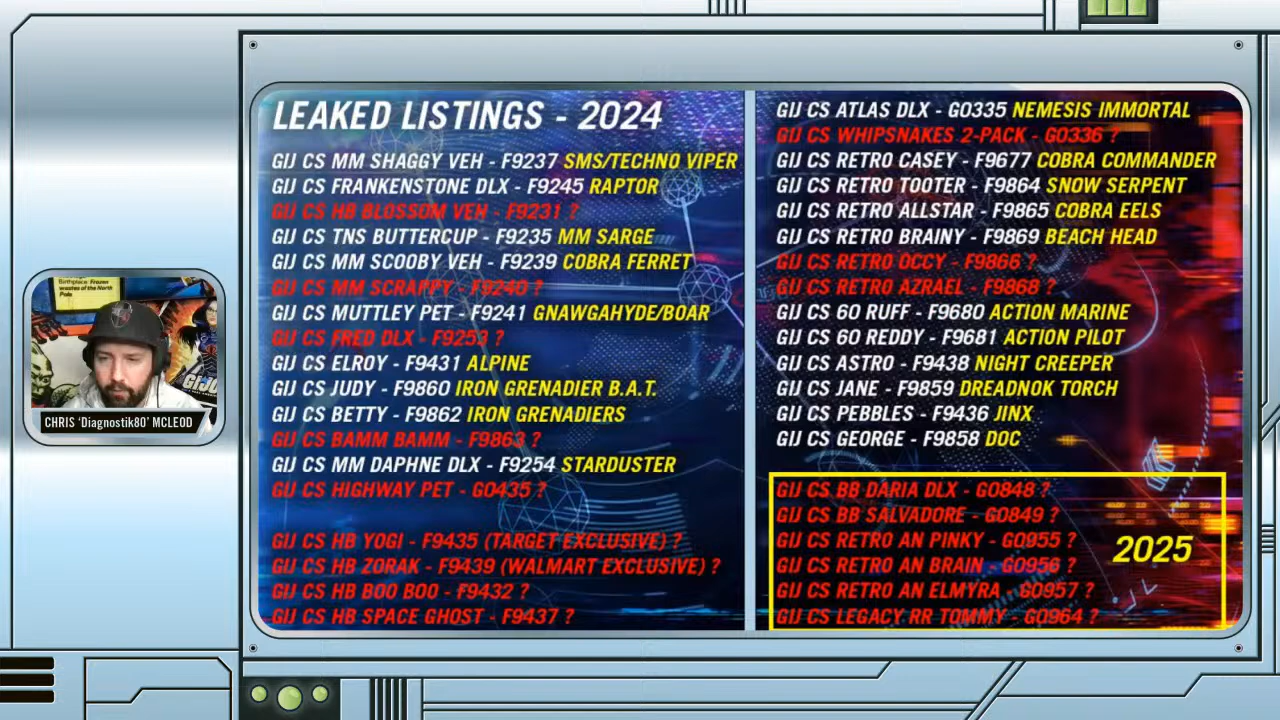 LEAKED LISTINGS - 2024
GIJ CS MM SHAGGY VEH - F9237 SMS/TECHNO VIPER
GIJ CS FRANKENSTONE DLX - F9245 RAPTOR
GIJ CS HB BLOSSOM VEH - F9231 ?
GIJ CS TNS BUTTERCUP - F9235 MM SARGE
GIJ CS MM SCOOBY VEH - F9239 COBRA FERRET
GIJ CS MM SCRAPPY - F9240 ?
GIJ CS MUTTLEY PET - F9241 GNAWGAHYDE/BOAR
GIJ CS FRED DLX - F9253 ?
GIJ CS ELROY - F9431 ALPINE
GIJ CS JUDY - F9860 IRON GRENADIER B.A.T.
GIJ CS BETTY - F9862 IRON GRENADIERS
GIJ CS BAMM BAMM - F9863 ?
GIJ CS MM DAPHNE DLX - F9254 STARDUSTER
GIJ CS HIGHWAY PET - G0435 ?
GIJ CS HB YOGI - F9435 (TARGET EXCLUSIVE) ?
GIJ CS HB ZORAK - F9439 (WALMART EXCLUSIVE) ?
GIJ CS HB BOO BOO - F9432 ?
GIJ CS HB SPACE GHOST - F9437 ?
GIJ CS ATLAS DLX - G0335 NEMESIS IMMORTAL
GIJ CS WHIPSNAKES 2-PACK - G0336 ?
GIJ CS RETRO CASEY - F9677 COBRA COMMANDER
GIJ CS RETRO TOOTER - F9864 SNOW SERPENT
GIJ CS RETRO ALLSTAR - F9865 COBRA EELS
GIJ CS RETRO BRAINY - F9869 BEACH HEAD
GIJ CS RETRO OCCY - F9866 ?
GIJ CS RETRO AZRAEL - F9868 ?
GIJ CS 60 RUFF - F9680 ACTION MARINE
GIJ CS 60 REDDY - F9681 ACTION PILOT
GIJ CS ASTRO - F9438 NIGHT CREEPER
GIJ CS JANE - F9859 DREADNOK TORCH
GIJ CS PEBBLES - F9436 JINX
GIJ CS GEORGE - F9858 DOC
GIJ CS BB DARIA DLX - G0848 ?
GIJ CS BB SALVADORE - G0849 ?
GIJ CS RETRO AN PINKY - G0955 ?
2025
GIJ CS RETRO AN BRAIN - G0956 ?
GIJ CS RETRO AN ELMYRA - G0957 ?
GIJ CS LEGACY RR TOMMY - G0964 ?
Birthplace: Frozen
wastes of the North
Pole
CHRIS 'Diagnostik80' MCLEOD